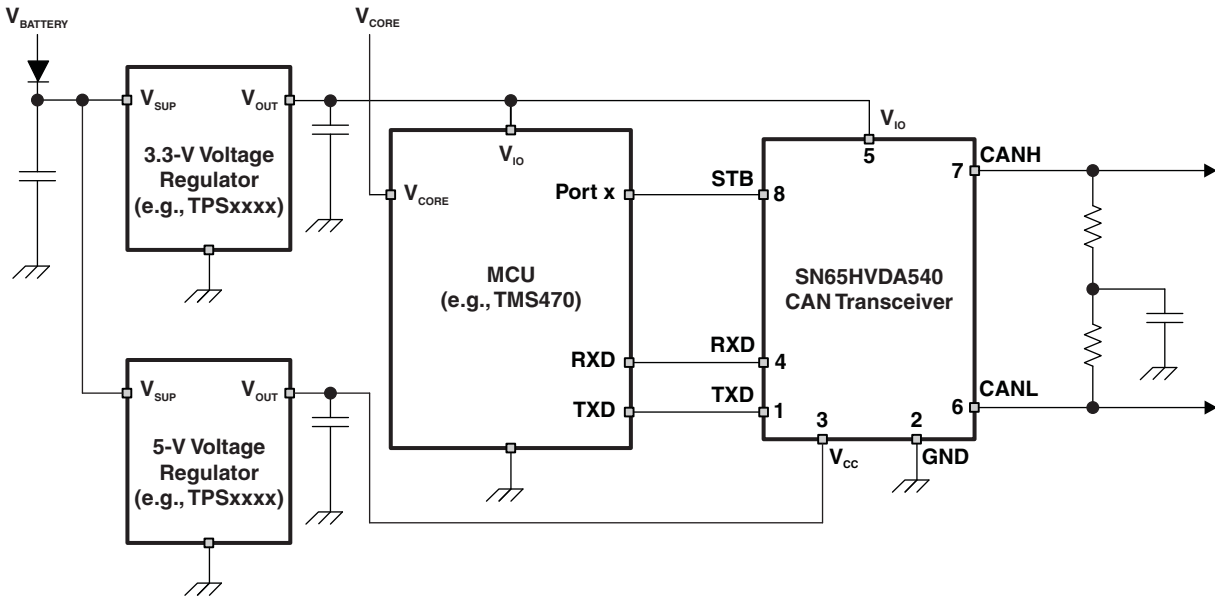 VBATTERY
VCORE
VSUP
VOUT
3.3-V Voltage
Regulator
(e.g., TPSxxxx)
VIO
VCORE
Port x
MCU
(e.g., TMS470)
RXD
TXD
VIO
5
STB
8
SN65HVDA540
CAN Transceiver
RXD
4
TXD
1
3
VCC
2
GND
7
CANH
6
CANL
VSUP
VOUT
5-V Voltage
Regulator
(e.g., TPSxxxx)